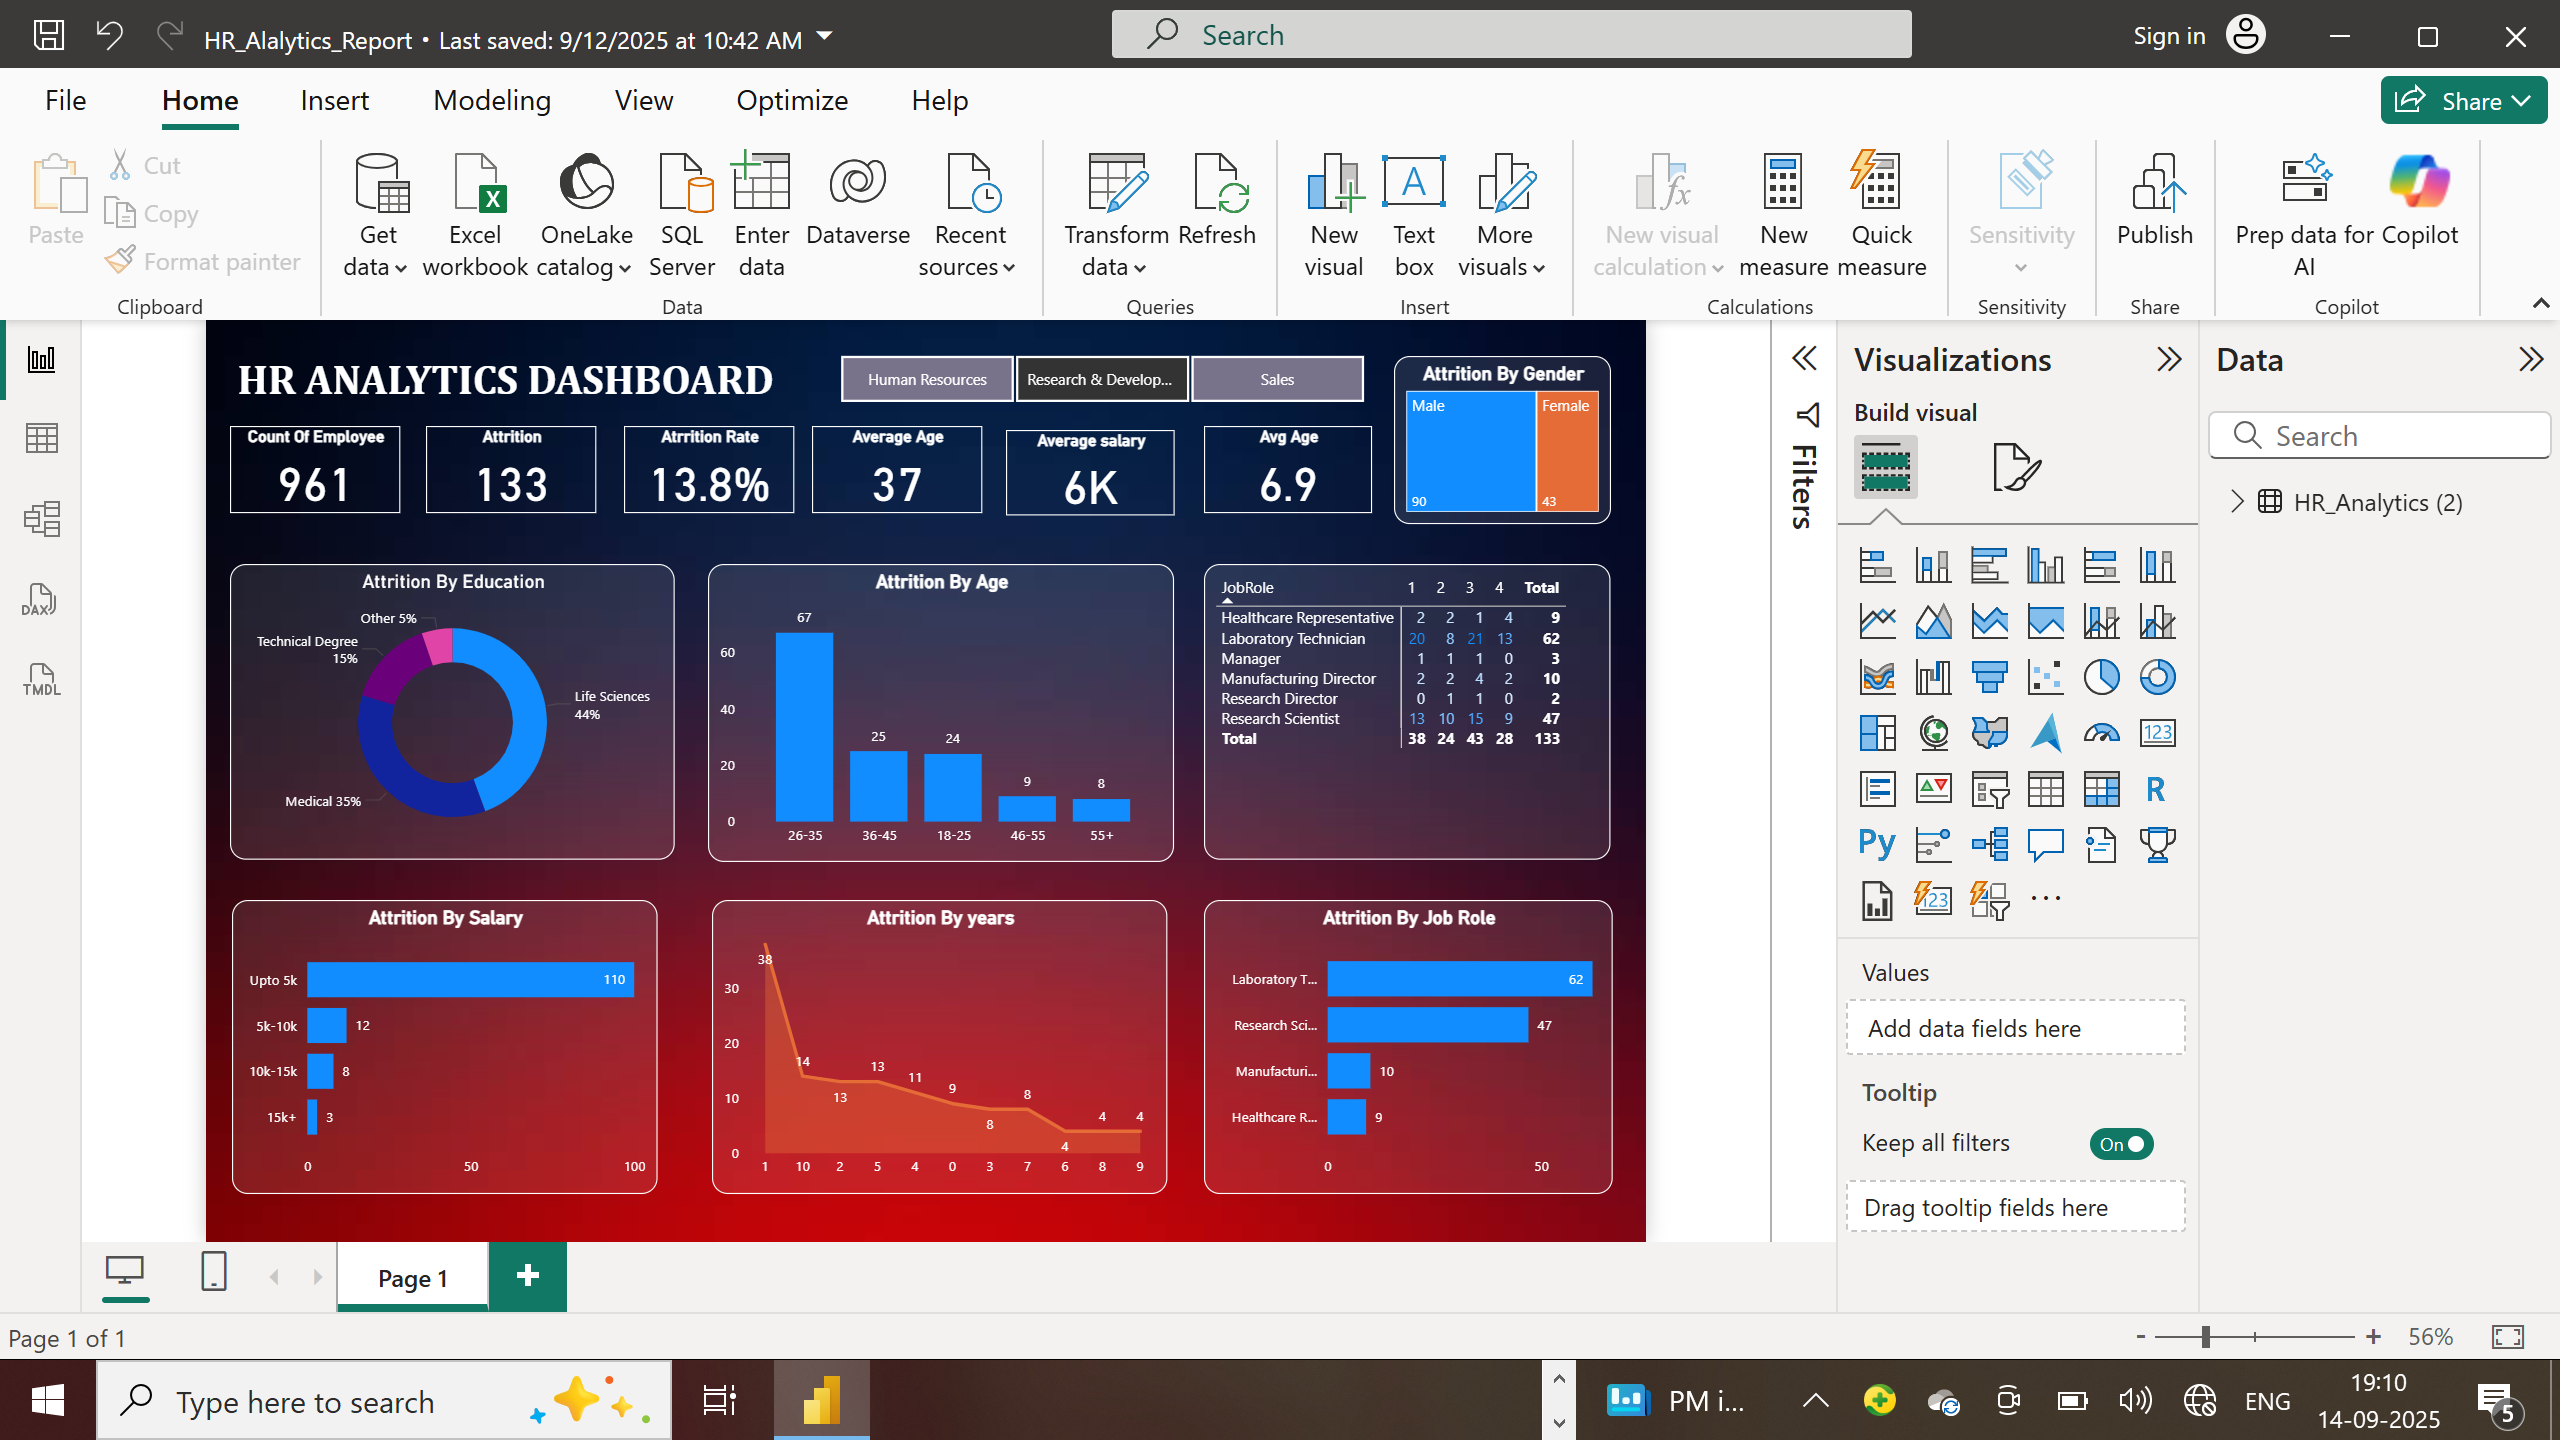 HR_Alalytics_Report • Last saved: 9/12/2025 at 10:42 AM
Search
Sign in
File Home Insert Modeling View Optimize Help
Share
Paste
Cut
Copy
Format painter
Clipboard
Get data
Excel workbook
OneLake catalog
SQL Server
Enter data
Dataverse
Recent sources
Data
Transform data
Refresh
Queries
New visual
Text box
More visuals
Insert
New visual calculation
New measure
Quick measure
Calculations
Sensitivity
Sensitivity
Publish
Share
Prep data for AI
Copilot
Copilot
DAX
TMDL
HR ANALYTICS DASHBOARD
Human Resources
Research & Develop...
Sales
Count Of Employee
961
Attrition
133
Atrrition Rate
13.8%
Average Age
37
Average salary
6K
Avg Age
6.9
Attrition By Gender
Male Female
90 43
Attrition By Education
Other 5%
Technical Degree
15%
Life Sciences
44%
Medical 35%
Attrition By Age
67
60
40
25
24
20
9
8
0
26-35 36-45 18-25 46-55 55+
JobRole 1 2 3 4 Total
Healthcare Representative 2 2 1 4 9
Laboratory Technician 20 8 21 13 62
Manager 1 1 1 0 3
Manufacturing Director 2 2 4 2 10
Research Director 0 1 1 0 2
Research Scientist 13 10 15 9 47
Total 38 24 43 28 133
Attrition By Salary
Upto 5k 110
5k-10k 12
10k-15k 8
15k+ 3
0 50 100
Attrition By years
38
30
20
14
13
13
11
10
9
8
8
4
4
4
0
1 10 2 5 4 0 3 7 6 8 9
Attrition By Job Role
Laboratory T... 62
Research Sci... 47
Manufacturi... 10
Healthcare R... 9
0 50
Filters
Visualizations
Build visual
123
R
Py
123
Values
Add data fields here
Tooltip
Keep all filters
On
Drag tooltip fields here
Data
Search
HR_Analytics (2)
Page 1
Page 1 of 1
- + 56%
Type here to search
PM i...
ENG
19:10
14-09-2025
5